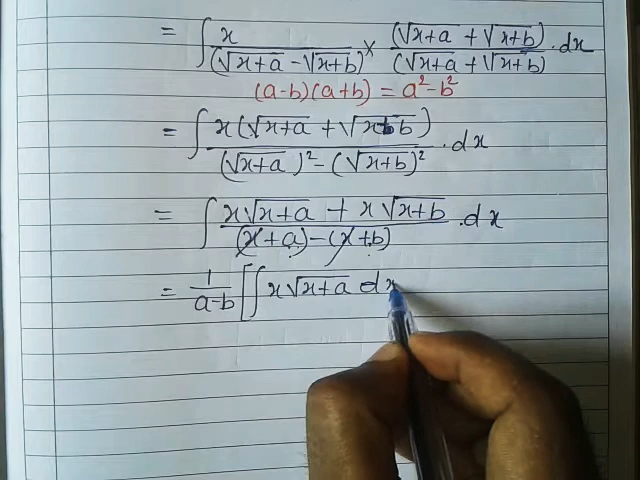 = ∫ x / (√x+a − √x+b) × (√x+a + √x+b) / (√x+a + √x+b) . dx
(a-b)(a+b) = a² - b²
= ∫ x(√x+a + √x+b) / (√x+a)² − (√x+b)² . dx
= ∫ x√x+a + x√x+b / (x+a) − (x+b) . dx
= 1/a-b [∫ x√x+a dx